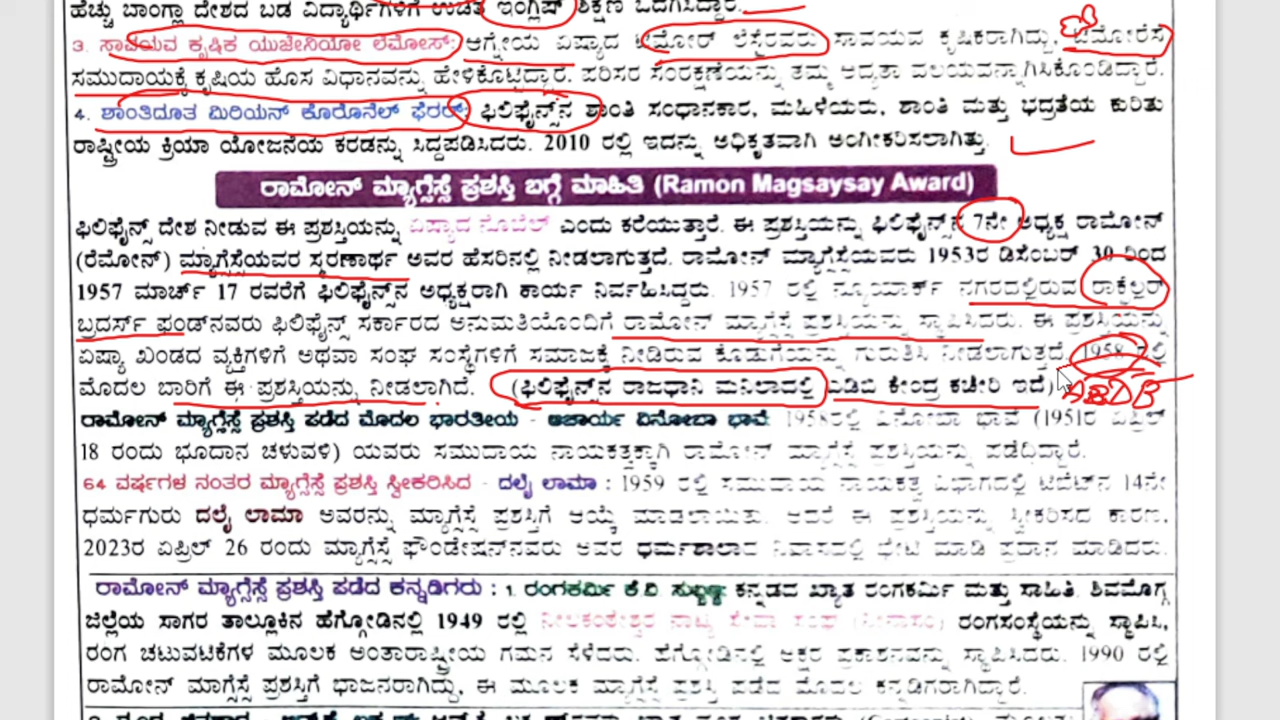 ಹೆಚ್ಚು ಬಾಂಗ್ಲಾ ದೇಶದ ಬಡ ವಿದ್ಯಾರ್ಥಿಗಳಿಗೆ ಉಚಿತ ಇಂಗ್ಲಿಷ್ ಶಿಕ್ಷಣ ಒದಗಿಸಿದ್ದಾರೆ.
3. ಸಾವಯವ ಕೃಷಿಕ ಯುಜೇನಿಯೋ ಲೆಮೋಸ್: ಆಗ್ನೇಯ ಏಷ್ಯಾದ ಟಿಮೋರ್ ಲೆಸ್ಟೆರವರು ಸಾವಯವ ಕೃಷಿಕರಾಗಿದ್ದು, ಟಿಮೋರೆಸೆ
ಸಮುದಾಯಕ್ಕೆ ಕೃಷಿಯ ಹೊಸ ವಿಧಾನವನ್ನು ಹೇಳಿಕೊಟ್ಟಿದ್ದಾರೆ. ಪರಿಸರ ಸಂರಕ್ಷಣೆಯನ್ನು ತಮ್ಮ ಆದ್ಯತಾ ವಲಯವನ್ನಾಗಿಸಿಕೊಂಡಿದ್ದಾರೆ.
4. ಶಾಂತಿದೂತ ಮಿರಿಯನ್ ಕೊರೊನೆಲ್ ಫೆರರ್: ಫಿಲಿಫೈನ್ಸ್‌ನ ಶಾಂತಿ ಸಂಧಾನಕಾರ, ಮಹಿಳೆಯರು, ಶಾಂತಿ ಮತ್ತು ಭದ್ರತೆಯ ಕುರಿತು
ರಾಷ್ಟ್ರೀಯ ಕ್ರಿಯಾ ಯೋಜನೆಯ ಕರಡನ್ನು ಸಿದ್ದಪಡಿಸಿದರು. 2010 ರಲ್ಲಿ ಇದನ್ನು ಅಧಿಕೃತವಾಗಿ ಅಂಗೀಕರಿಸಲಾಗಿತ್ತು.
ರಾಮೋನ್ ಮ್ಯಾಗ್ಸೆಸ್ಸೆ ಪ್ರಶಸ್ತಿ ಬಗ್ಗೆ ಮಾಹಿತಿ (Ramon Magsaysay Award)
ಫಿಲಿಫೈನ್ಸ್ ದೇಶ ನೀಡುವ ಈ ಪ್ರಶಸ್ತಿಯನ್ನು ಏಷ್ಯಾದ ನೊಬೆಲ್ ಎಂದು ಕರೆಯುತ್ತಾರೆ. ಈ ಪ್ರಶಸ್ತಿಯನ್ನು ಫಿಲಿಫೈನ್ಸ್‌ನ 7ನೇ ಅಧ್ಯಕ್ಷ ರಾಮೋನ್
(ರೆಮೋನ್) ಮ್ಯಾಗ್ಸೆಸ್ಸೆಯವರ ಸ್ಮರಣಾರ್ಥ ಅವರ ಹೆಸರಿನಲ್ಲಿ ನೀಡಲಾಗುತ್ತದೆ. ರಾಮೋನ್ ಮ್ಯಾಗ್ಸೆಸ್ಸೆಯವರು 1953ರ ಡಿಸೆಂಬರ್ 30 ರಿಂದ
1957 ಮಾರ್ಚ್ 17 ರವರೆಗೆ ಫಿಲಿಫೈನ್ಸ್‌ನ ಅಧ್ಯಕ್ಷರಾಗಿ ಕಾರ್ಯ ನಿರ್ವಹಿಸಿದ್ದರು. 1957 ರಲ್ಲಿ ನ್ಯೂಯಾರ್ಕ್ ನಗರದಲ್ಲಿರುವ ರಾಕ್ಫೆಲ್ಲರ್
ಬ್ರದರ್ಸ್ ಫಂಡ್‌ನವರು ಫಿಲಿಫೈನ್ಸ್ ಸರ್ಕಾರದ ಅನುಮತಿಯೊಂದಿಗೆ ರಾಮೋನ್ ಮ್ಯಾಗ್ಸೆಸ್ಸೆ ಪ್ರಶಸ್ತಿಯನ್ನು ಸ್ಥಾಪಿಸಿದರು. ಈ ಪ್ರಶಸ್ತಿಯನ್ನು
ಏಷ್ಯಾ ಖಂಡದ ವ್ಯಕ್ತಿಗಳಿಗೆ ಅಥವಾ ಸಂಘ ಸಂಸ್ಥೆಗಳಿಗೆ ಸಮಾಜಕ್ಕೆ ನೀಡಿರುವ ಕೊಡುಗೆಯನ್ನು ಗುರುತಿಸಿ ನೀಡಲಾಗುತ್ತದೆ. 1958 ರಲ್ಲಿ
ಮೊದಲ ಬಾರಿಗೆ ಈ ಪ್ರಶಸ್ತಿಯನ್ನು ನೀಡಲಾಗಿದೆ. (ಫಿಲಿಫೈನ್ಸ್‌ನ ರಾಜಧಾನಿ ಮನಿಲಾದಲ್ಲಿ ಎಡಿಬಿ ಕೇಂದ್ರ ಕಚೇರಿ ಇದೆ)
ರಾಮೋನ್ ಮ್ಯಾಗ್ಸೆಸ್ಸೆ ಪ್ರಶಸ್ತಿ ಪಡೆದ ಮೊದಲ ಭಾರತೀಯ - ಆಚಾರ್ಯ ವಿನೋಬಾ ಭಾವೆ: 1958ರಲ್ಲಿ ವಿನೋಬಾ ಭಾವೆ (1951ರ ಏಪ್ರಿಲ್
18 ರಂದು ಭೂದಾನ ಚಳುವಳಿ) ಯವರು ಸಮುದಾಯ ನಾಯಕತ್ವಕ್ಕಾಗಿ ರಾಮೋನ್ ಮ್ಯಾಗ್ಸೆಸ್ಸೆ ಪ್ರಶಸ್ತಿಯನ್ನು ಪಡೆದಿದ್ದಾರೆ.
64 ವರ್ಷಗಳ ನಂತರ ಮ್ಯಾಗ್ಸೆಸ್ಸೆ ಪ್ರಶಸ್ತಿ ಸ್ವೀಕರಿಸಿದ - ದಲೈ ಲಾಮಾ : 1959 ರಲ್ಲಿ ಸಮುದಾಯ ನಾಯಕತ್ವ ವಿಭಾಗದಲ್ಲಿ ಟಿಬೆಟ್‌ನ 14ನೇ
ಧರ್ಮಗುರು ದಲೈ ಲಾಮಾ ಅವರನ್ನು ಮ್ಯಾಗ್ಸೆಸ್ಸೆ ಪ್ರಶಸ್ತಿಗೆ ಆಯ್ಕೆ ಮಾಡಲಾಯಿತು. ಆದರೆ ಈ ಪ್ರಶಸ್ತಿಯನ್ನು ಸ್ವೀಕರಿಸದ ಕಾರಣ,
2023ರ ಏಪ್ರಿಲ್ 26 ರಂದು ಮ್ಯಾಗ್ಸೆಸ್ಸೆ ಫೌಂಡೇಷನ್‌ನವರು ಅವರ ಧರ್ಮಶಾಲಾದ ನಿವಾಸದಲ್ಲಿ ಭೇಟಿ ಮಾಡಿ ಪ್ರದಾನ ಮಾಡಿದರು.
ರಾಮೋನ್ ಮ್ಯಾಗ್ಸೆಸ್ಸೆ ಪ್ರಶಸ್ತಿ ಪಡೆದ ಕನ್ನಡಿಗರು : 1. ರಂಗಕರ್ಮಿ ಕೆ.ವಿ. ಸುಬ್ಬಣ್ಣ: ಕನ್ನಡದ ಖ್ಯಾತ ರಂಗಕರ್ಮಿ ಮತ್ತು ಸಾಹಿತಿ. ಶಿವಮೊಗ್ಗ
ಜಿಲ್ಲೆಯ ಸಾಗರ ತಾಲ್ಲೂಕಿನ ಹೆಗ್ಗೋಡಿನಲ್ಲಿ 1949 ರಲ್ಲಿ ನೀಲಕಂಠೇಶ್ವರ ನಾಟ್ಯ ಸೇವಾ ಸಂಘ (ನೀನಾಸಂ) ರಂಗಸಂಸ್ಥೆಯನ್ನು ಸ್ಥಾಪಿಸಿ,
ರಂಗ ಚಟುವಟಿಕೆಗಳ ಮೂಲಕ ಅಂತಾರಾಷ್ಟ್ರೀಯ ಗಮನ ಸೆಳೆದರು. ಹೆಗ್ಗೋಡಿನಲ್ಲಿ ಅಕ್ಷರ ಪ್ರಕಾಶನವನ್ನು ಸ್ಥಾಪಿಸಿದರು. 1990 ರಲ್ಲಿ
ರಾಮೋನ್ ಮಾಗ್ಸೆಸ್ಸೆ ಪ್ರಶಸ್ತಿಗೆ ಭಾಜನರಾಗಿದ್ದು, ಈ ಮೂಲಕ ಮ್ಯಾಗ್ಸೆಸ್ಸೆ ಪ್ರಶಸ್ತಿ ಪಡೆದ ಮೊದಲ ಕನ್ನಡಿಗರಾಗಿದ್ದಾರೆ.